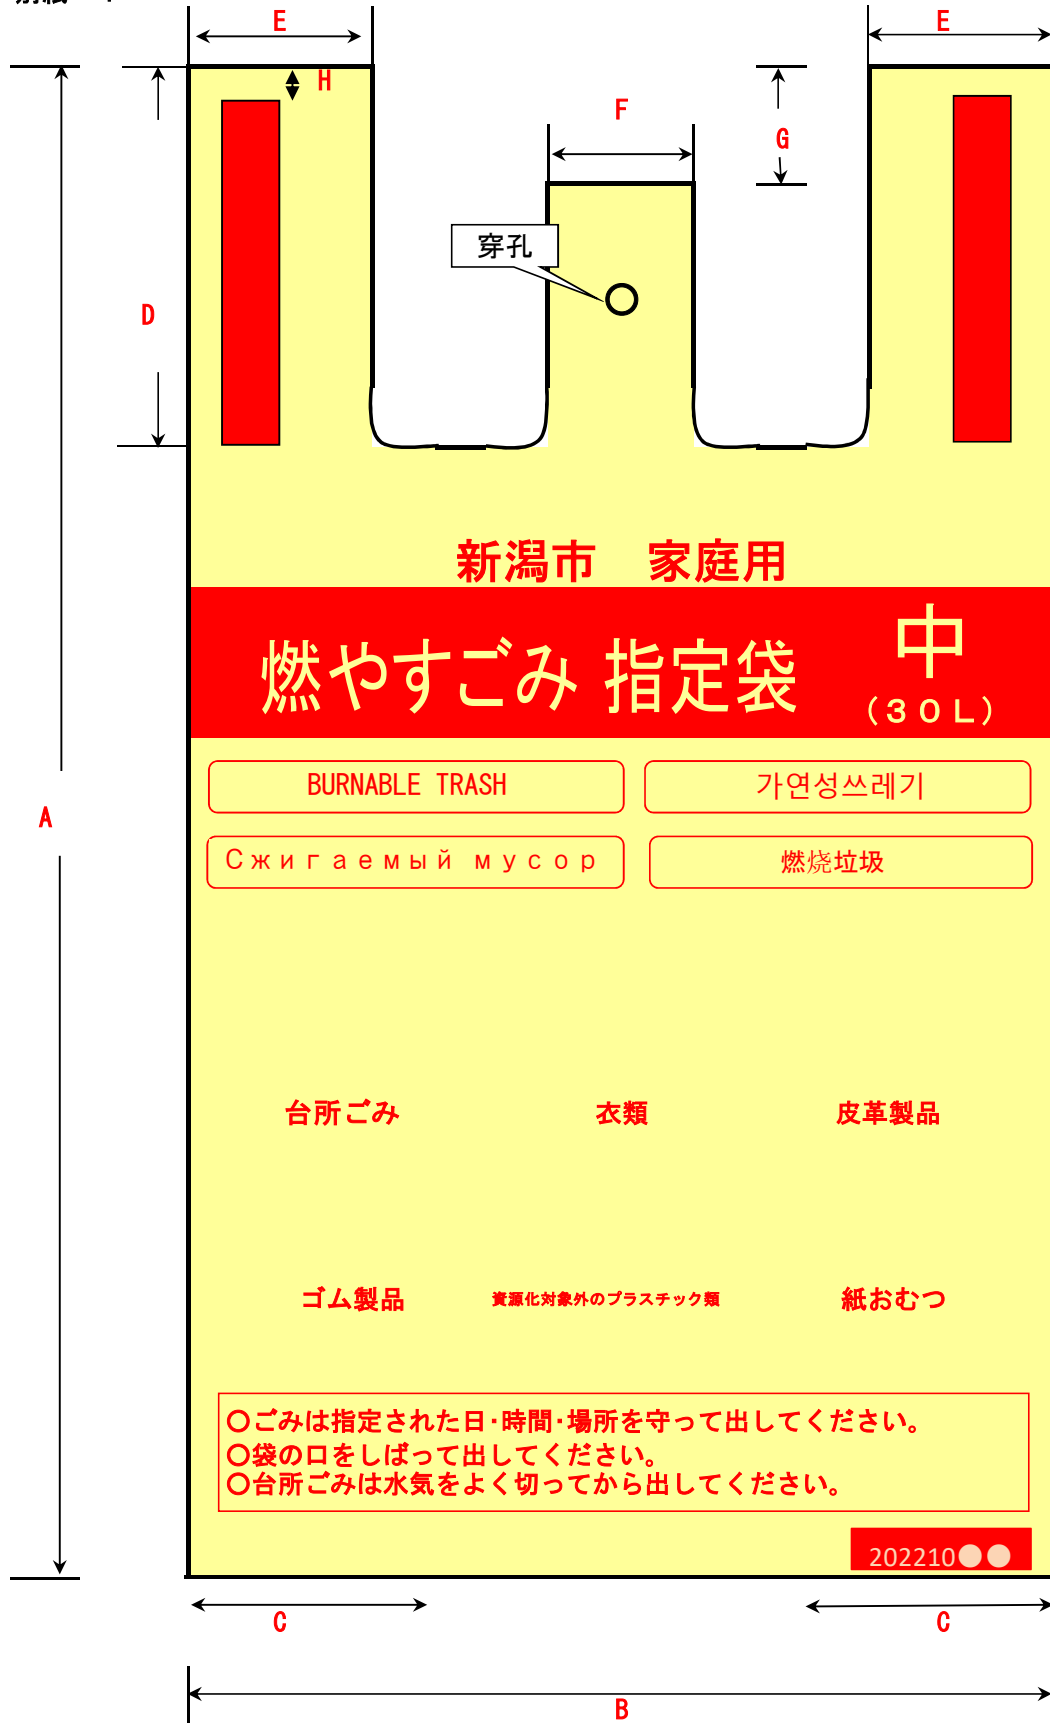 E E
H
F
G
穿孔
D
新潟市　家庭用
燃やすごみ 指定袋 中
（３０Ｌ）
BURNABLE TRASH 가연성쓰레기
Сжигаемый мусор 燃烧垃圾
A
台所ごみ 衣類 皮革製品
ゴム製品 資源化対象外のプラスチック類 紙おむつ
○ごみは指定された日･時間･場所を守って出してください。
○袋の口をしばって出してください。
○台所ごみは水気をよく切ってから出してください。
202210●●
C C
B